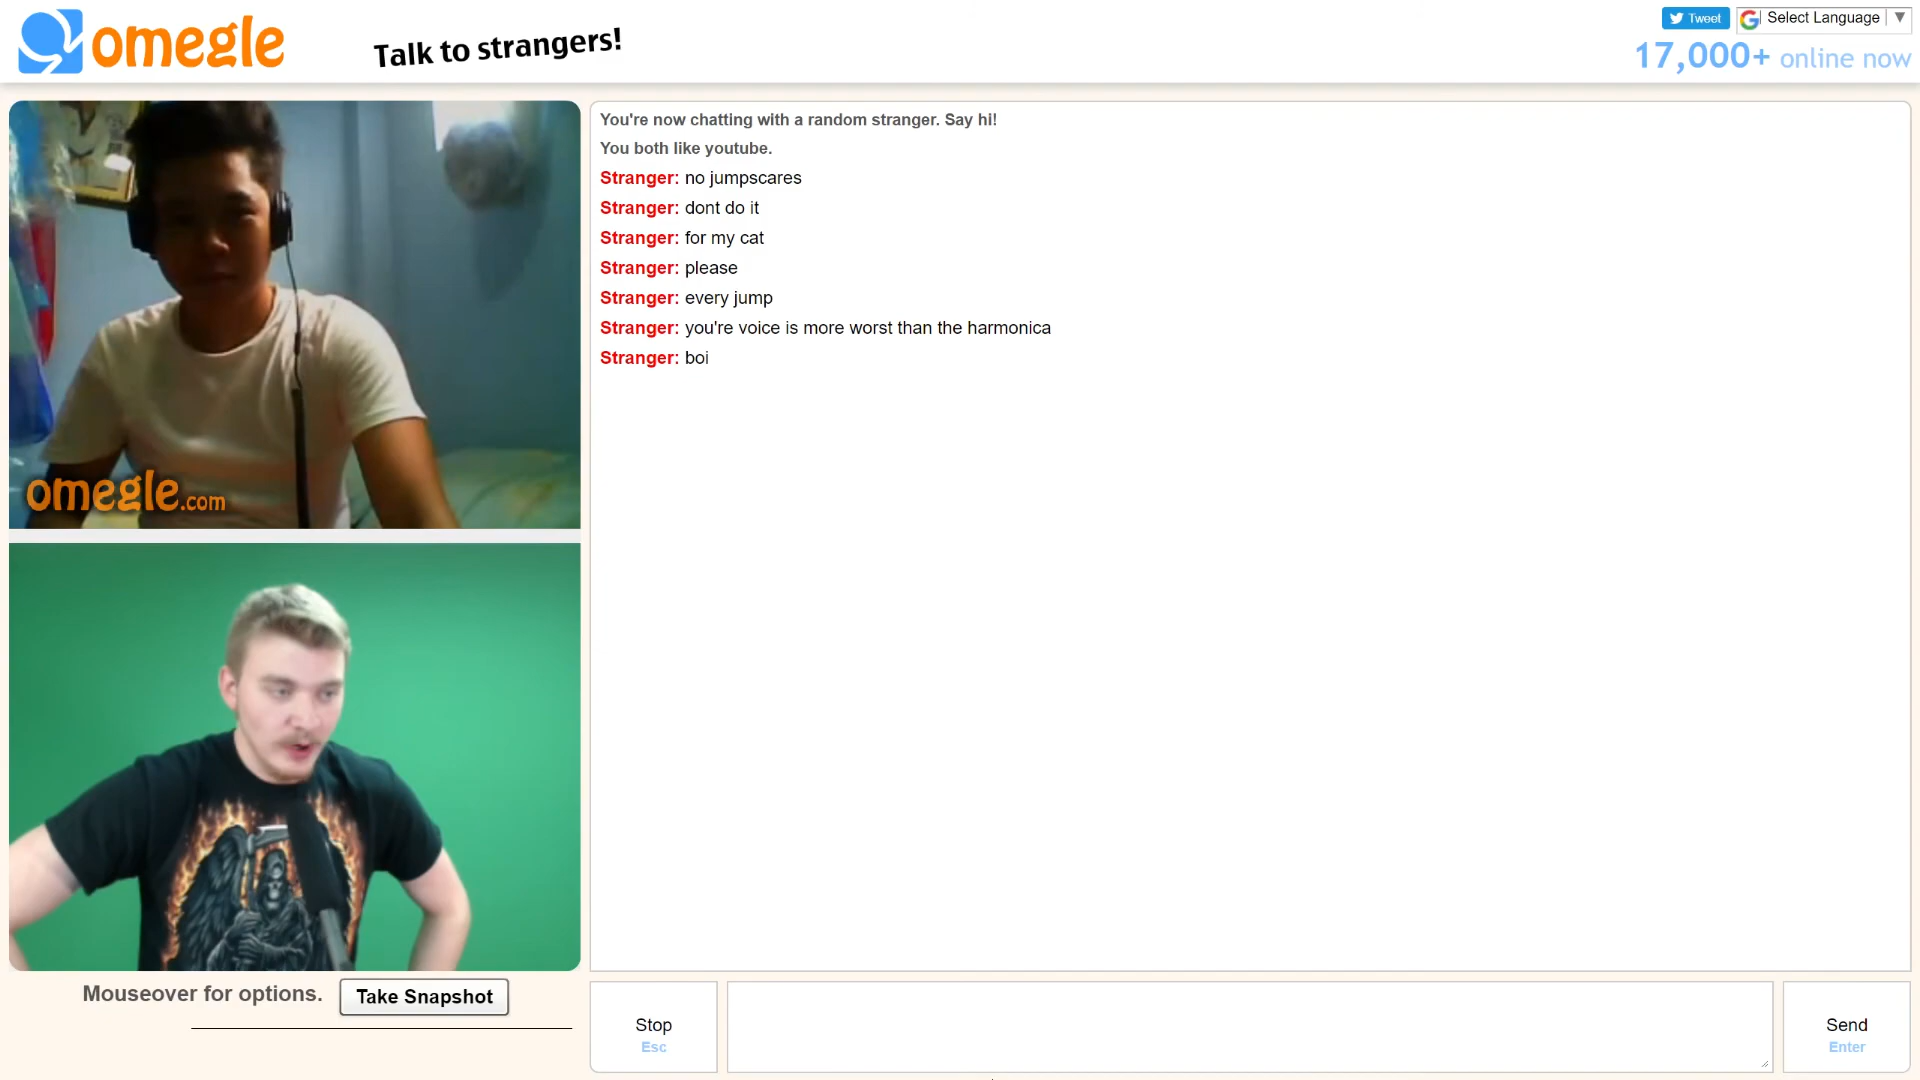 omegle
Talk to strangers!
Tweet
Select Language ▼
17,000+ online now
You're now chatting with a random stranger. Say hi!
You both like youtube.
Stranger: no jumpscares
Stranger: dont do it
Stranger: for my cat
Stranger: please
Stranger: every jump
Stranger: you're voice is more worst than the harmonica
Stranger: boi
omegle.com
Mouseover for options.
Take Snapshot
Stop
Esc
Send
Enter